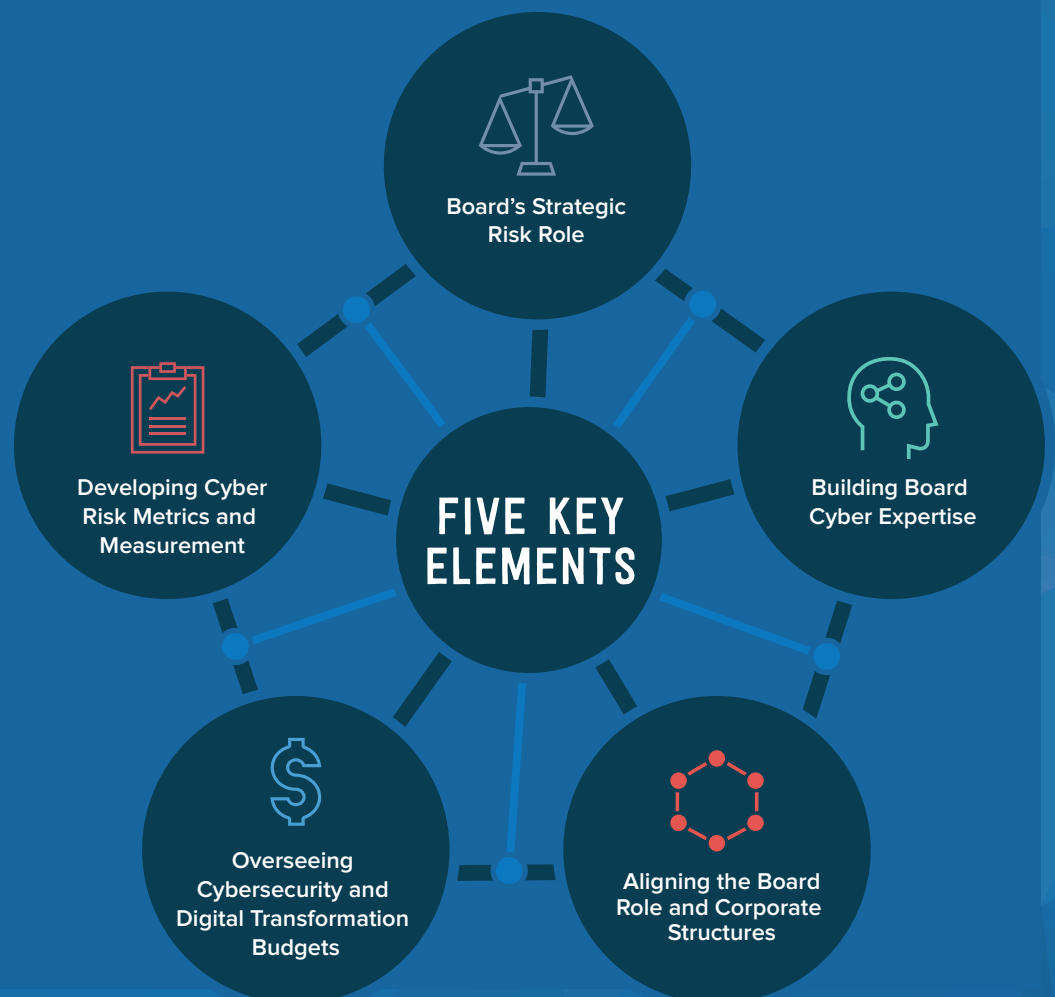 Board’s Strategic
Risk Role
Developing Cyber
Risk Metrics and
Measurement
FIVE KEY
ELEMENTS
Building Board
Cyber Expertise
Overseeing
Cybersecurity and
Digital Transformation
Budgets
Aligning the Board
Role and Corporate
Structures